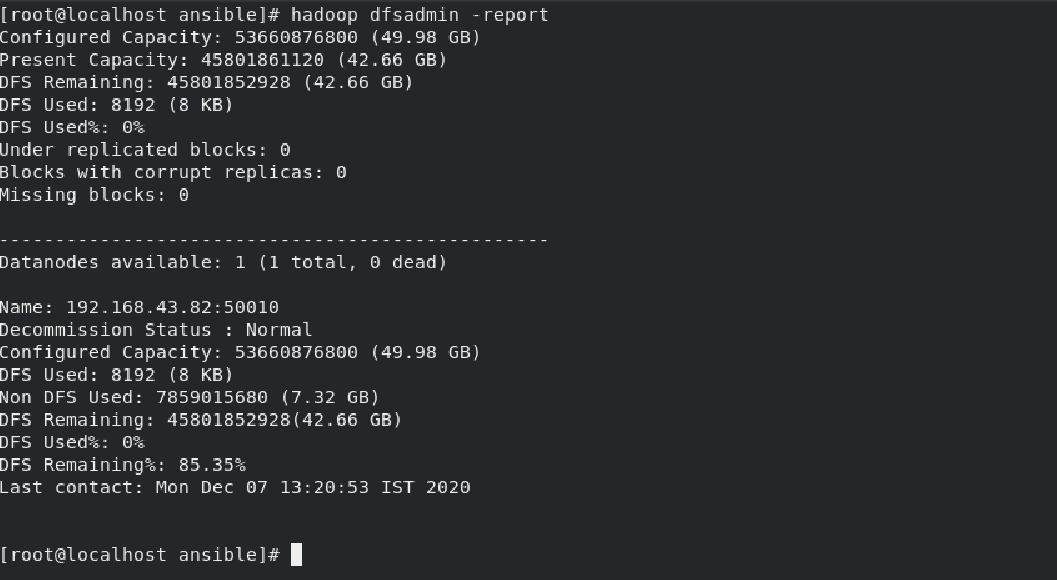 [root@localhost ansible]# hadoop dfsadmin -report
Configured Capacity: 53660876800 (49.98 GB)
Present Capacity: 45801861120 (42.66 GB)
DFS Remaining: 45801852928 (42.66 GB)
DFS Used: 8192 (8 KB)
DFS Used%: 0%
Under replicated blocks: 0
Blocks with corrupt replicas: 0
Missing blocks: 0
-------------------------------------------------
Datanodes available: 1 (1 total, 0 dead)
Name: 192.168.43.82:50010
Decommission Status : Normal
Configured Capacity: 53660876800 (49.98 GB)
DFS Used: 8192 (8 KB)
Non DFS Used: 7859015680 (7.32 GB)
DFS Remaining: 45801852928(42.66 GB)
DFS Used%: 0%
DFS Remaining%: 85.35%
Last contact: Mon Dec 07 13:20:53 IST 2020
[root@localhost ansible]#